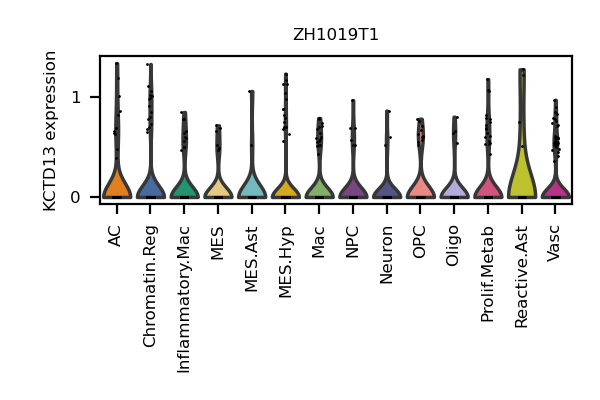 ZH1019T1
KCTD13 expression
1
0
AC
Chromatin.Reg
Inflammatory.Mac
MES
MES.Ast
MES.Hyp
Mac
NPC
Neuron
OPC
Oligo
Prolif.Metab
Reactive.Ast
Vasc